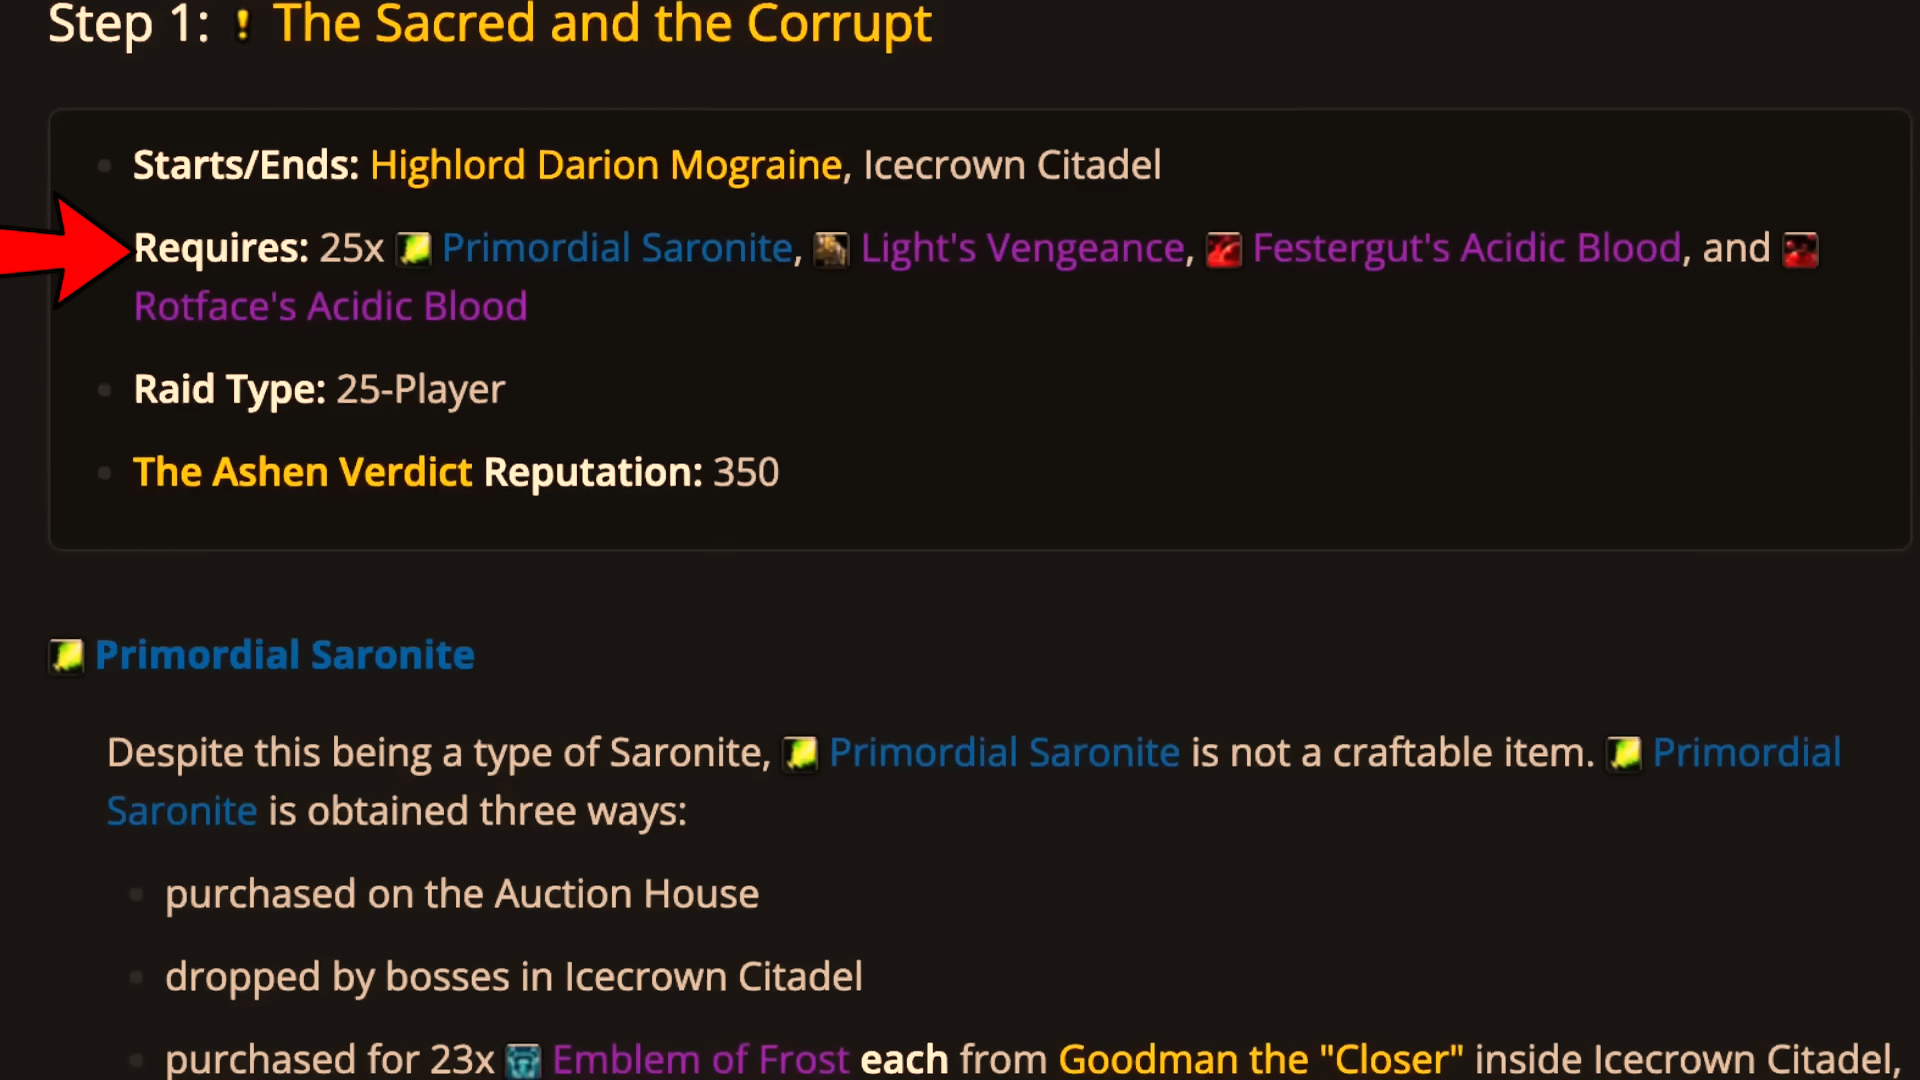 Step 1: The Sacred and the Corrupt
Starts/Ends: Highlord Darion Mograine, Icecrown Citadel
Requires: 25x Primordial Saronite, Light's Vengeance, Festergut's Acidic Blood, and
Rotface's Acidic Blood
Raid Type: 25-Player
The Ashen Verdict Reputation: 350
Primordial Saronite
Despite this being a type of Saronite, Primordial Saronite is not a craftable item. Primordial
Saronite is obtained three ways:
purchased on the Auction House
dropped by bosses in Icecrown Citadel
purchased for 23x Emblem of Frost each from Goodman the "Closer" inside Icecrown Citadel,